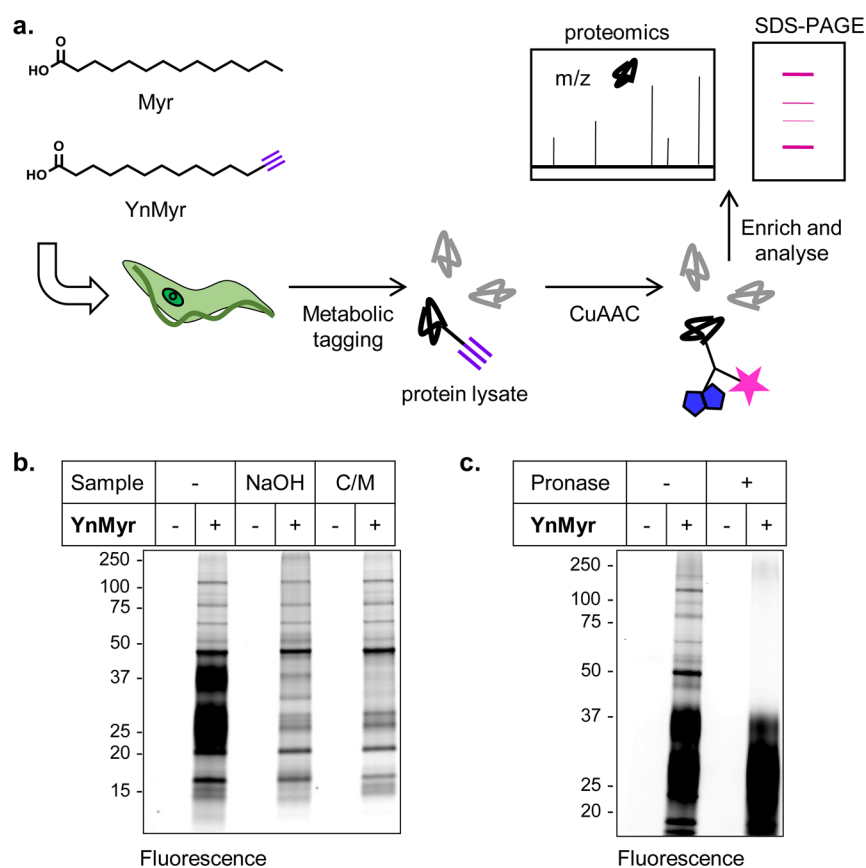 a.
O
HO
Myr
O
HO
YnMyr
Metabolic
tagging
protein lysate
CuAAC
Enrich and
analyse
proteomics
m/z
SDS-PAGE
b.
Sample - NaOH C/M
YnMyr - + - + - +
250 -
100 -
75 -
50 -
37 -
25 -
20 -
15 -
Fluorescence
c.
Pronase - +
YnMyr - + - +
250 -
100 -
75 -
50 -
37 -
25 -
20 -
Fluorescence